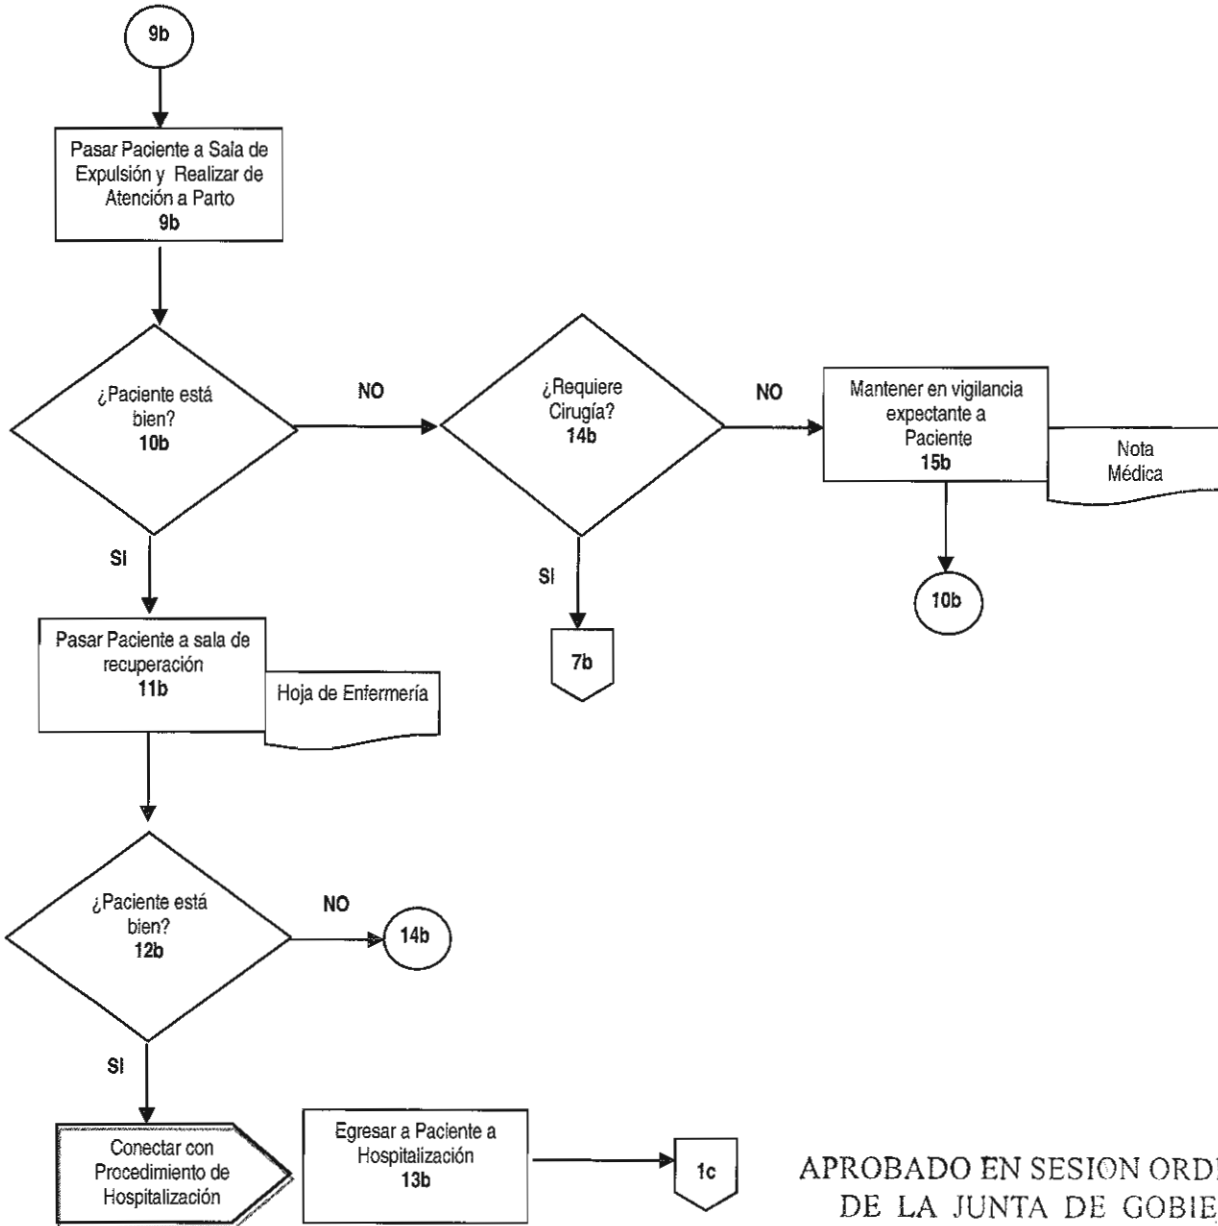 9b
Pasar Paciente a Sala de
Expulsión y Realizar de
Atención a Parto
9b
¿Paciente está
bien?
10b
NO
¿Requiere
Cirugía?
14b
NO
Mantener en vigilancia
expectante a
Paciente
15b
Nota
Médica
SI
SI
10b
7b
Pasar Paciente a sala de
recuperación
11b
Hoja de Enfermería
¿Paciente está
bien?
12b
NO
14b
SI
Conectar con
Procedimiento de
Hospitalización
Egresar a Paciente a
Hospitalización
13b
1c
APROBADO EN SESION ORD
DE LA JUNTA DE GOBIE